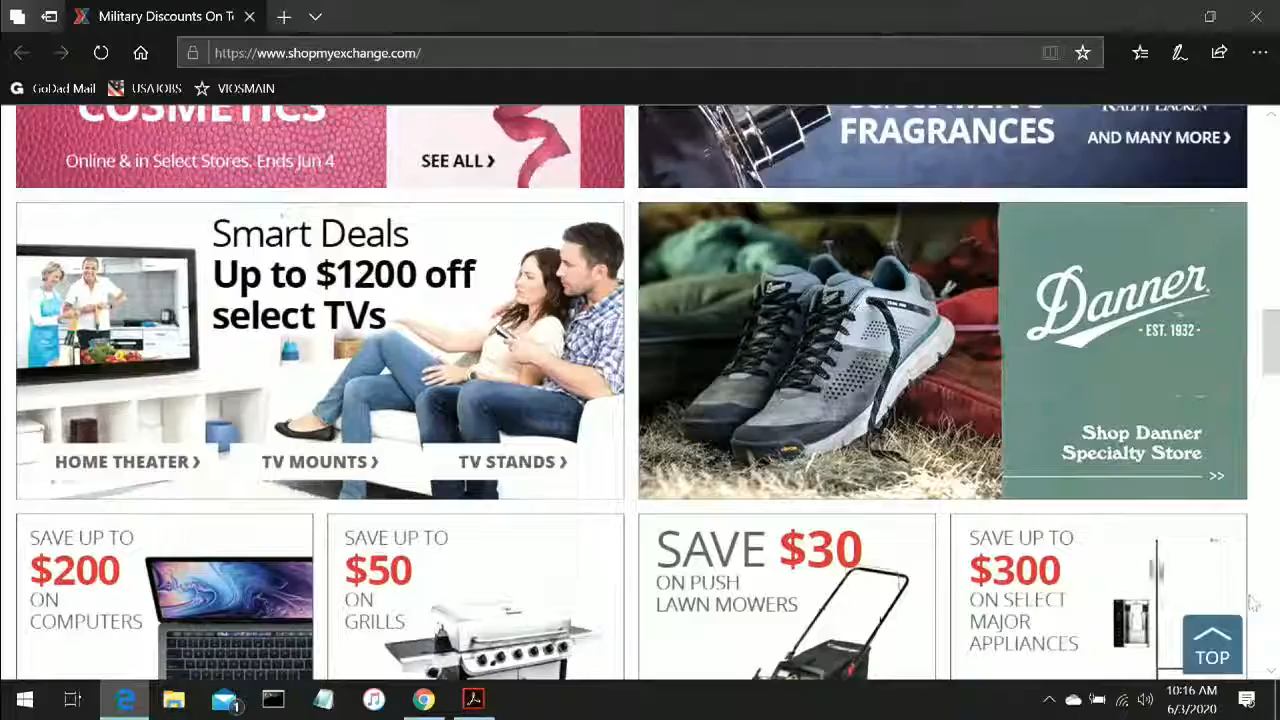 Military Discounts On T
https://www.shopmyexchange.com/
GoDad Mail
USAJOBS
VIOSMAIN
COSMETICS
Online & in Select Stores. Ends Jun 4
SEE ALL ❯
FRAGRANCES
RALPH LAUREN
AND MANY MORE ❯
Smart Deals
Up to $1200 off
select TVs
HOME THEATER ❯
TV MOUNTS ❯
TV STANDS ❯
Danner
- EST. 1932 -
Shop Danner
Specialty Store
>>
SAVE UP TO
$200
ON
COMPUTERS
SAVE UP TO
$50
ON
GRILLS
SAVE $30
ON PUSH
LAWN MOWERS
SAVE UP TO
$300
ON SELECT
MAJOR
APPLIANCES
TOP
1
10:16 AM
6/3/2020